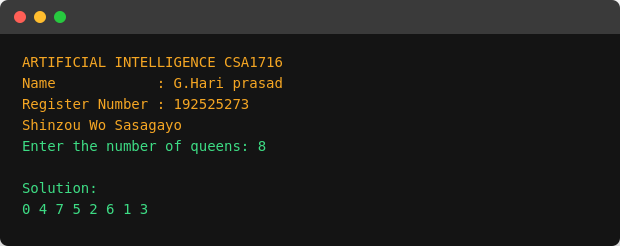 ARTIFICIAL INTELLIGENCE CSA1716
Name            : G.Hari prasad
Register Number : 192525273
Shinzou Wo Sasagayo
Enter the number of queens: 8
Solution:
0 4 7 5 2 6 1 3